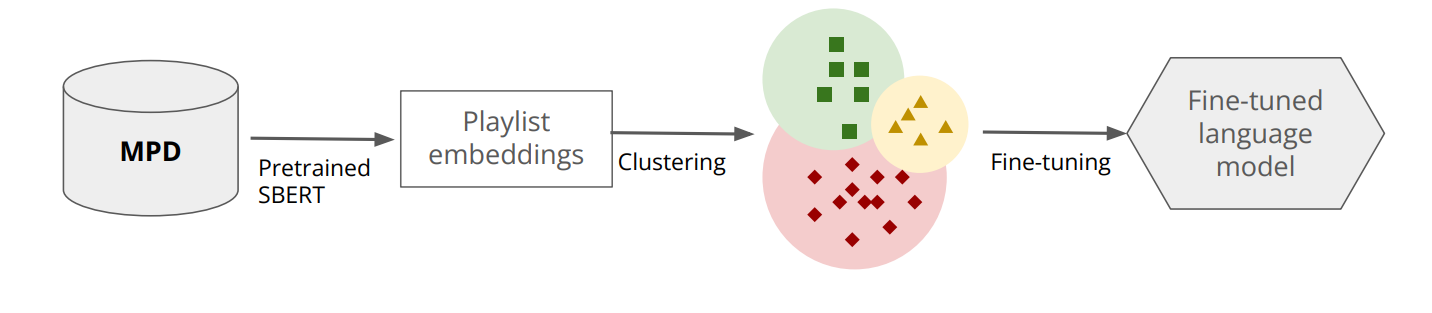 MPD
Pretrained
SBERT
Playlist
embeddings
Clustering
Fine-tuning
Fine-tuned
language
model